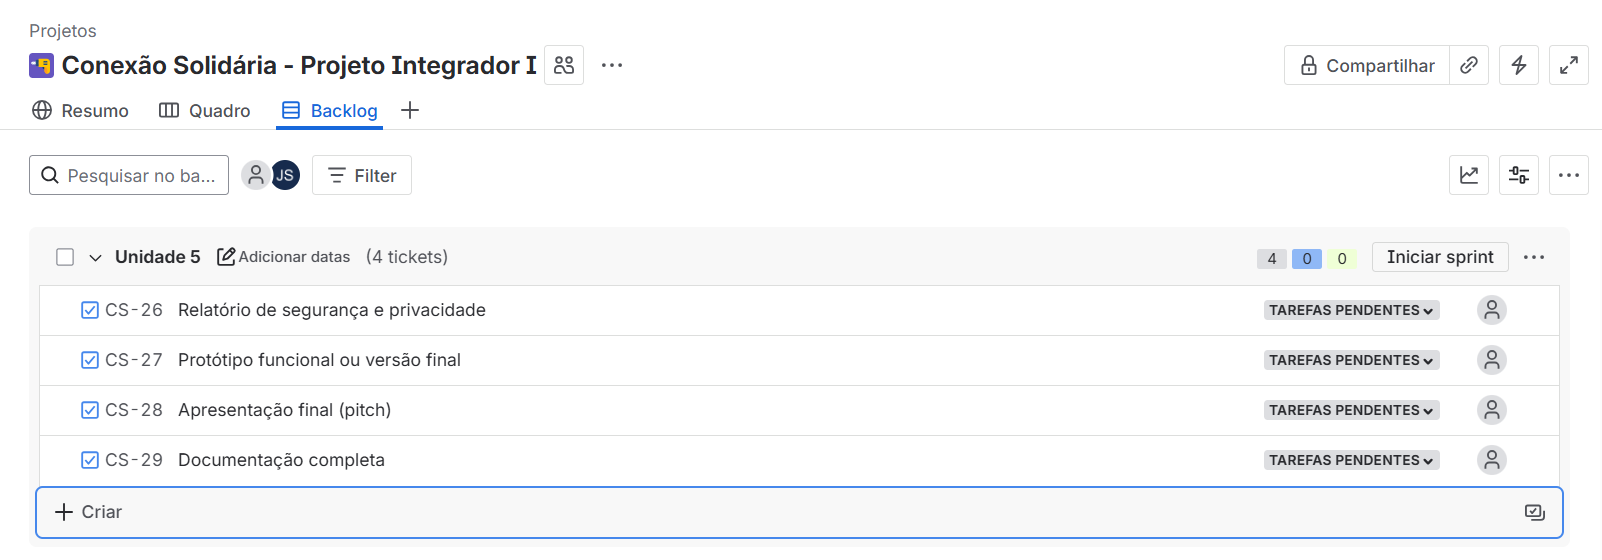 Projetos
Conexão Solidária - Projeto Integrador I
Compartilhar
Resumo Quadro Backlog
Pesquisar no ba... JS Filter
Unidade 5 Adicionar datas (4 tickets) 4 0 0 Iniciar sprint
CS-26 Relatório de segurança e privacidade TAREFAS PENDENTES
CS-27 Protótipo funcional ou versão final TAREFAS PENDENTES
CS-28 Apresentação final (pitch) TAREFAS PENDENTES
CS-29 Documentação completa TAREFAS PENDENTES
Criar